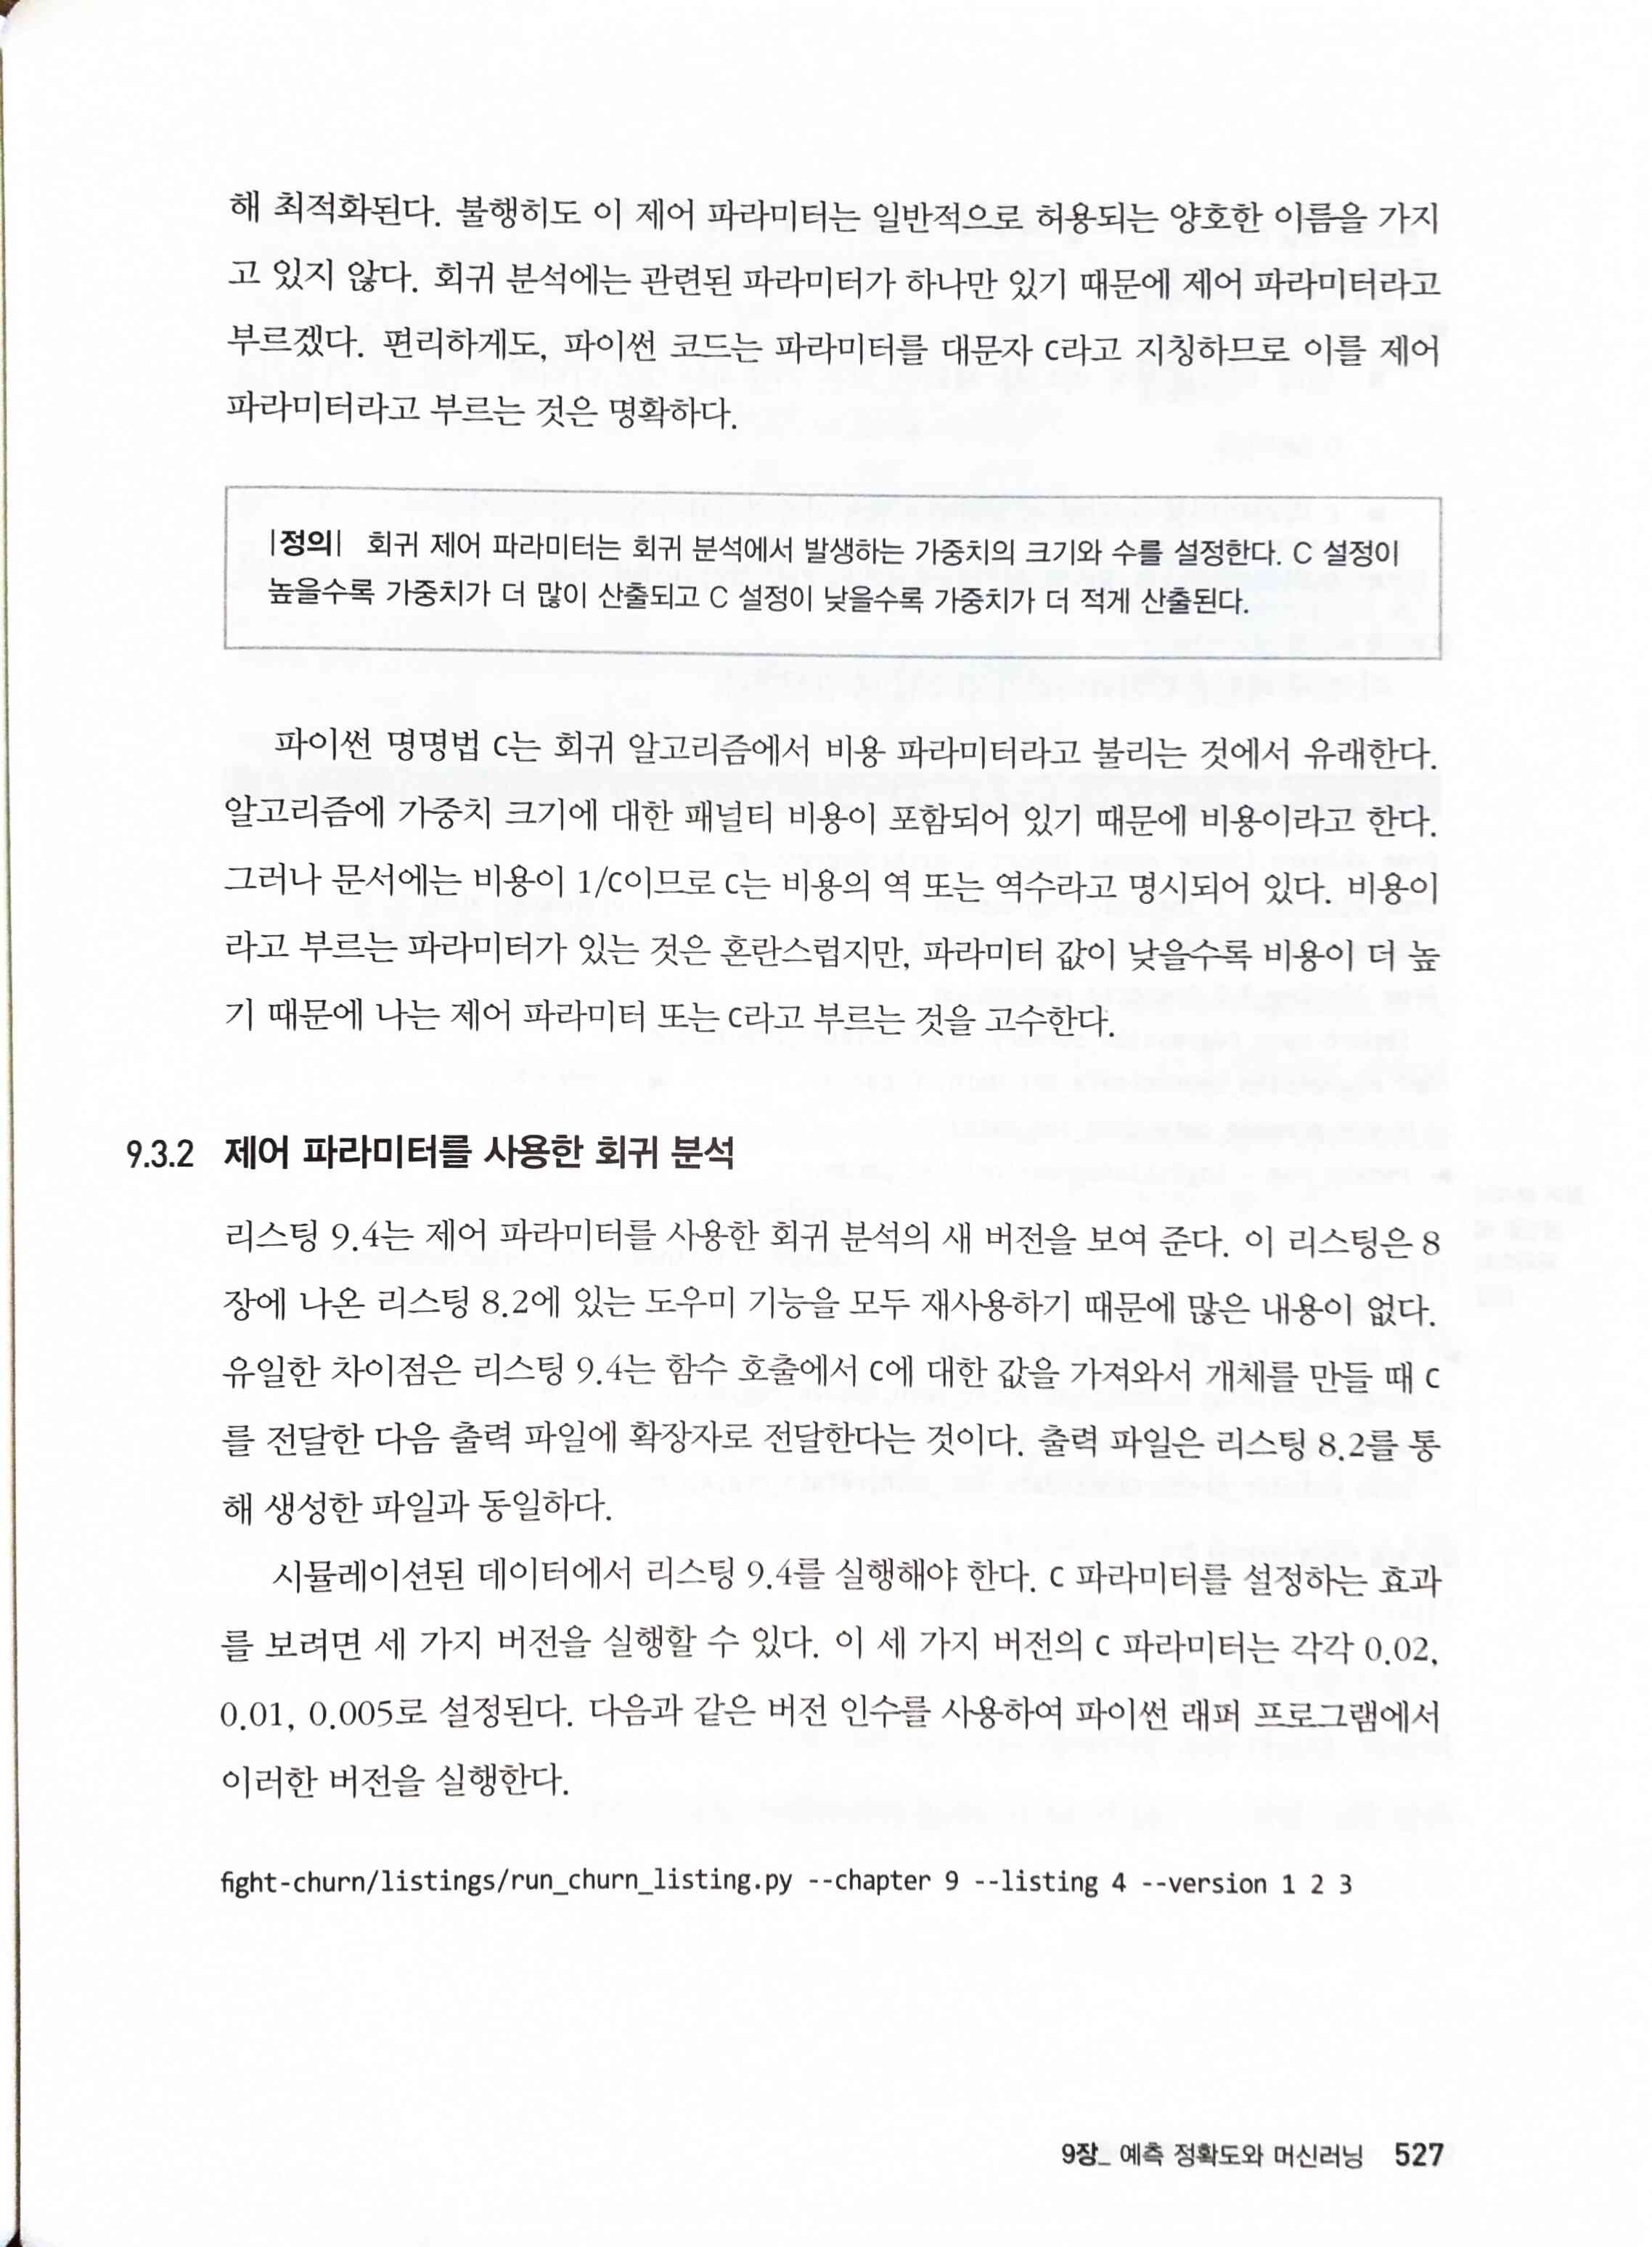 해 최적화된다. 불행히도 이 제어 파라미터는 일반적으로 허용되는 양호한 이름을 가지
고 있지 않다. 회귀 분석에는 관련된 파라미터가 하나만 있기 때문에 제어 파라미터라고
부르겠다. 편리하게도, 파이썬 코드는 파라미터를 대문자 C라고 지칭하므로 이를 제어
파라미터라고 부르는 것은 명확하다.
|정의| 회귀 제어 파라미터는 회귀 분석에서 발생하는 가중치의 크기와 수를 설정한다. C 설정이
높을수록 가중치가 더 많이 산출되고 C 설정이 낮을수록 가중치가 더 적게 산출된다.
파이썬 명명법 C는 회귀 알고리즘에서 비용 파라미터라고 불리는 것에서 유래한다.
알고리즘에 가중치 크기에 대한 패널티 비용이 포함되어 있기 때문에 비용이라고 한다.
그러나 문서에는 비용이 1/C이므로 C는 비용의 역 또는 역수라고 명시되어 있다. 비용이
라고 부르는 파라미터가 있는 것은 혼란스럽지만, 파라미터 값이 낮을수록 비용이 더 높
기 때문에 나는 제어 파라미터 또는 C라고 부르는 것을 고수한다.
9.3.2 제어 파라미터를 사용한 회귀 분석
리스팅 9.4는 제어 파라미터를 사용한 회귀 분석의 새 버전을 보여 준다. 이 리스팅은 8
장에 나온 리스팅 8.2에 있는 도우미 기능을 모두 재사용하기 때문에 많은 내용이 없다.
유일한 차이점은 리스팅 9.4는 함수 호출에서 C에 대한 값을 가져와서 개체를 만들 때 C
를 전달한 다음 출력 파일에 확장자로 전달한다는 것이다. 출력 파일은 리스팅 8.2를 통
해 생성한 파일과 동일하다.
시뮬레이션된 데이터에서 리스팅 9.4를 실행해야 한다. C 파라미터를 설정하는 효과
를 보려면 세 가지 버전을 실행할 수 있다. 이 세 가지 버전의 C 파라미터는 각각 0.02,
0.01, 0.005로 설정된다. 다음과 같은 버전 인수를 사용하여 파이썬 래퍼 프로그램에서
이러한 버전을 실행한다.
fight-churn/listings/run_churn_listing.py --chapter 9 --listing 4 --version 1 2 3
9장_ 예측 정확도와 머신러닝 527